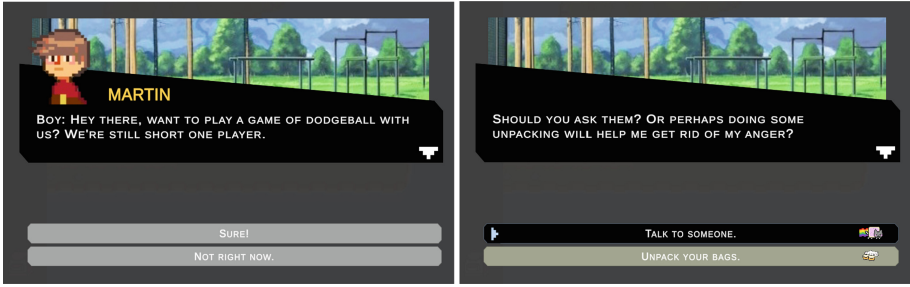 MARTIN
BOY: HEY THERE, WANT TO PLAY A GAME OF DODGEBALL WITH
US? WE'RE STILL SHORT ONE PLAYER.
SURE!
NOT RIGHT NOW.
SHOULD YOU ASK THEM? OR PERHAPS DOING SOME
UNPACKING WILL HELP ME GET RID OF MY ANGER?
TALK TO SOMEONE.
UNPACK YOUR BAGS.